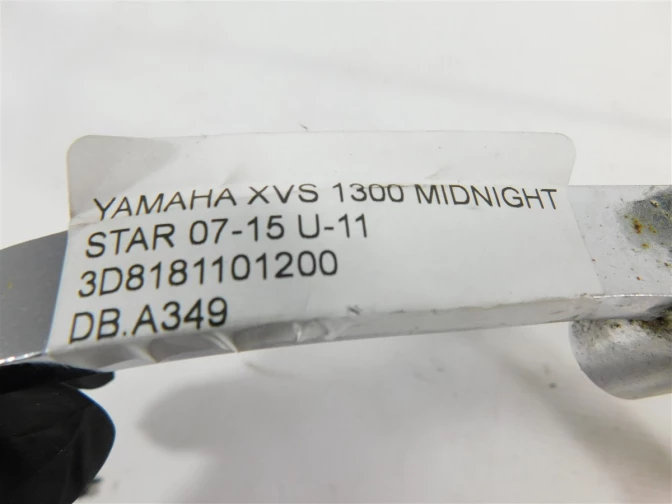 YAMAHA XVS 1300 MIDNIGHT
STAR 07-15 U-11
3D8181101200
DB.A349